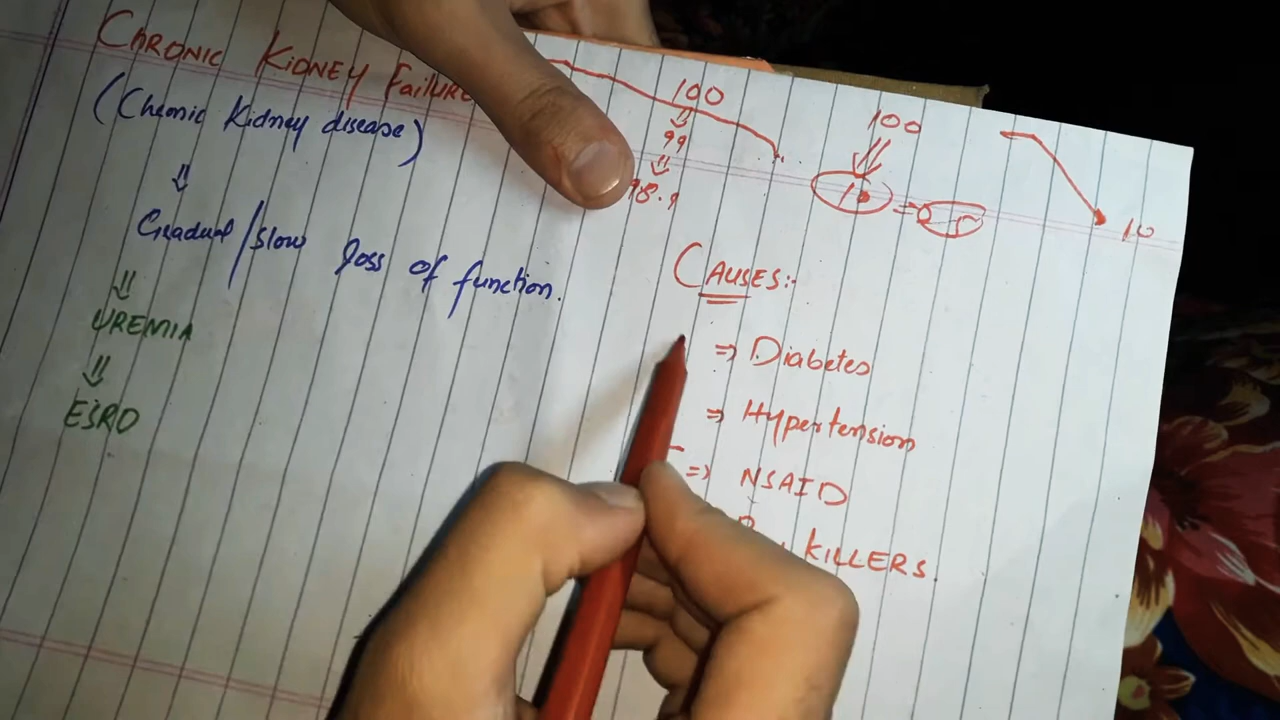 CHRONIC KIDNEY FAILURE
(Chronic Kidney disease)
⇓
Gradual/slow loss of function.
⇓
UREMIA
⇓
ESRD
100
⇓
99
⇓
98.9
100
10
10
CAUSES:-
⇒ Diabetes
⇒ Hypertension
⇒ NSAID
KILLERS.